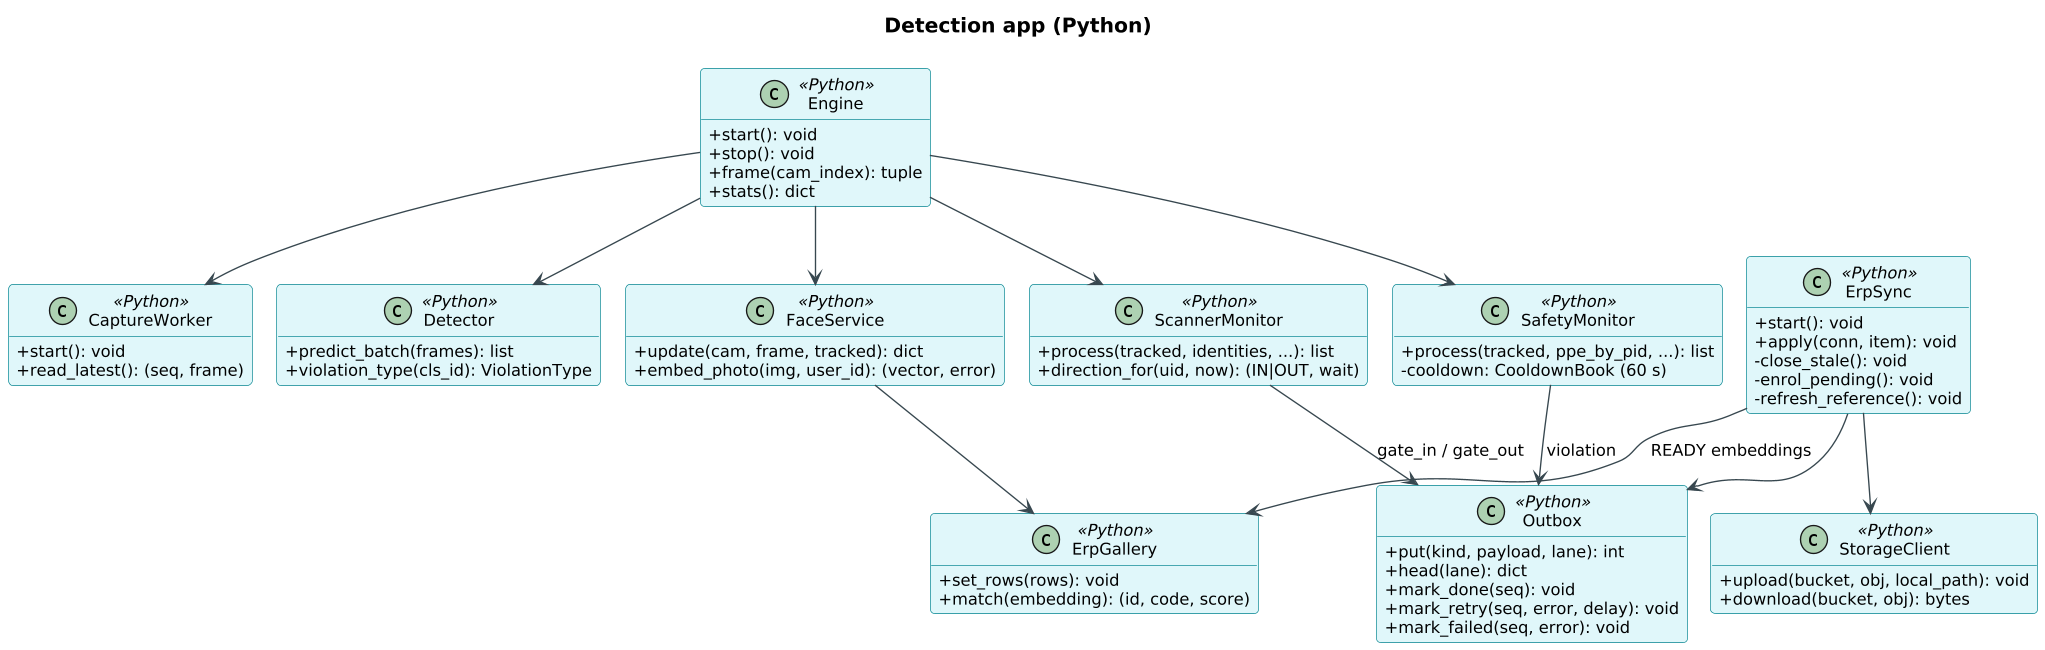 Detection app (Python)
C
«Python»
Engine
+start(): void
+stop(): void
+frame(cam_index): tuple
+stats(): dict
C
«Python»
CaptureWorker
+start(): void
+read_latest(): (seq, frame)
C
«Python»
Detector
+predict_batch(frames): list
+violation_type(cls_id): ViolationType
C
«Python»
FaceService
+update(cam, frame, tracked): dict
+embed_photo(img, user_id): (vector, error)
C
«Python»
ScannerMonitor
+process(tracked, identities, ...): list
+direction_for(uid, now): (IN|OUT, wait)
C
«Python»
SafetyMonitor
+process(tracked, ppe_by_pid, ...): list
-cooldown: CooldownBook (60 s)
C
«Python»
ErpSync
+start(): void
+apply(conn, item): void
-close_stale(): void
-enrol_pending(): void
-refresh_reference(): void
gate_in / gate_out
violation
READY embeddings
C
«Python»
ErpGallery
+set_rows(rows): void
+match(embedding): (id, code, score)
C
«Python»
Outbox
+put(kind, payload, lane): int
+head(lane): dict
+mark_done(seq): void
+mark_retry(seq, error, delay): void
+mark_failed(seq, error): void
C
«Python»
StorageClient
+upload(bucket, obj, local_path): void
+download(bucket, obj): bytes